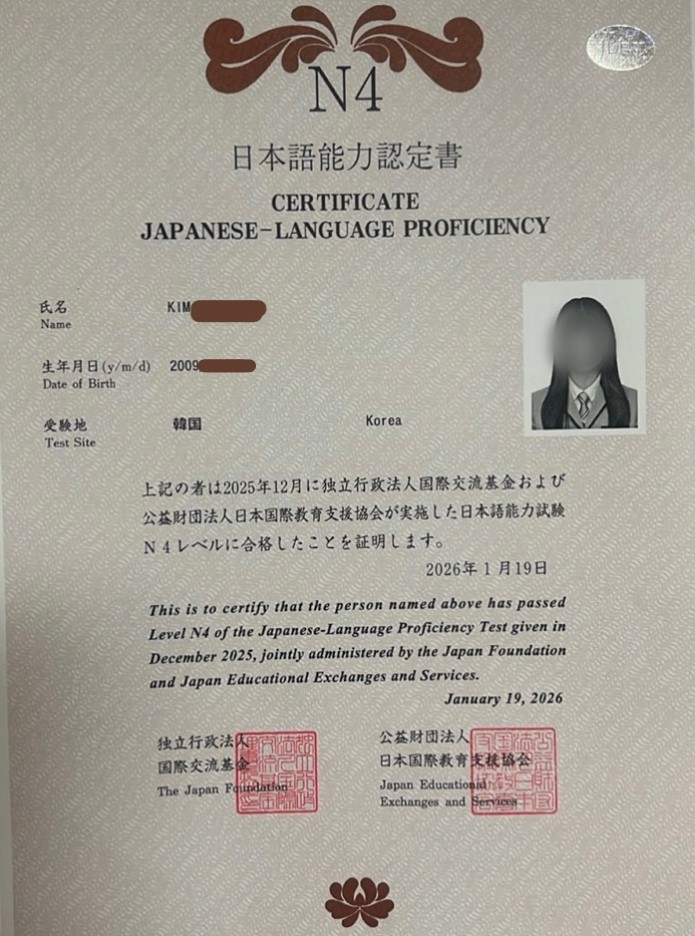 N4
日本語能力認定書
CERTIFICATE
JAPANESE-LANGUAGE PROFICIENCY
氏名
Name
KIM
生年月日(y/m/d)
Date of Birth
2009
受験地
Test Site
韓国
Korea
上記の者は2025年12月に独立行政法人国際交流基金および
公益財団法人日本国際教育支援協会が実施した日本語能力試験
N4レベルに合格したことを証明します。
2026年1月19日
This is to certify that the person named above has passed
Level N4 of the Japanese-Language Proficiency Test given in
December 2025, jointly administered by the Japan Foundation
and Japan Educational Exchanges and Services.
January 19, 2026
独立行政法人
国際交流基金
The Japan Foundation
公益財団法人
日本国際教育支援協会
Japan Educational
Exchanges and Services